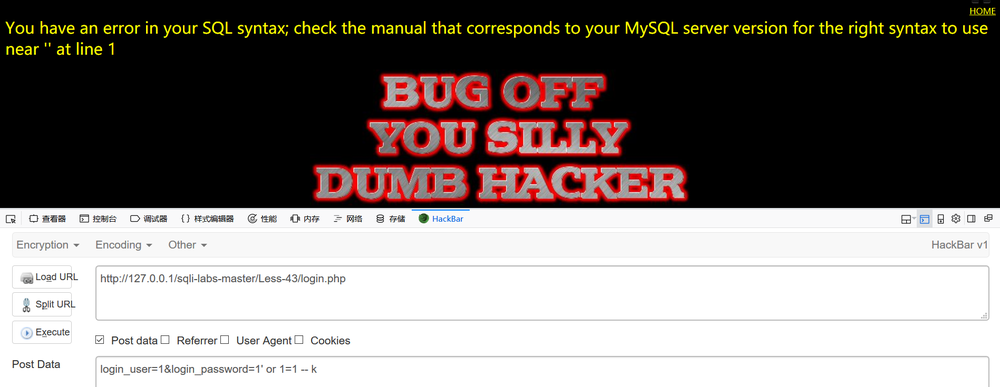 HOME
You have an error in your SQL syntax; check the manual that corresponds to your MySQL server version for the right syntax to use
near '' at line 1
BUG OFF
YOU SILLY
DUMB HACKER
查看器 控制台 调试器 {} 样式编辑器 性能 内存 网络 存储 HackBar
Encryption Encoding Other HackBar v1
Load URL http://127.0.0.1/sqli-labs-master/Less-43/login.php
Split URL
Execute
Post data Referrer User Agent Cookies
Post Data login_user=1&login_password=1' or 1=1 -- k